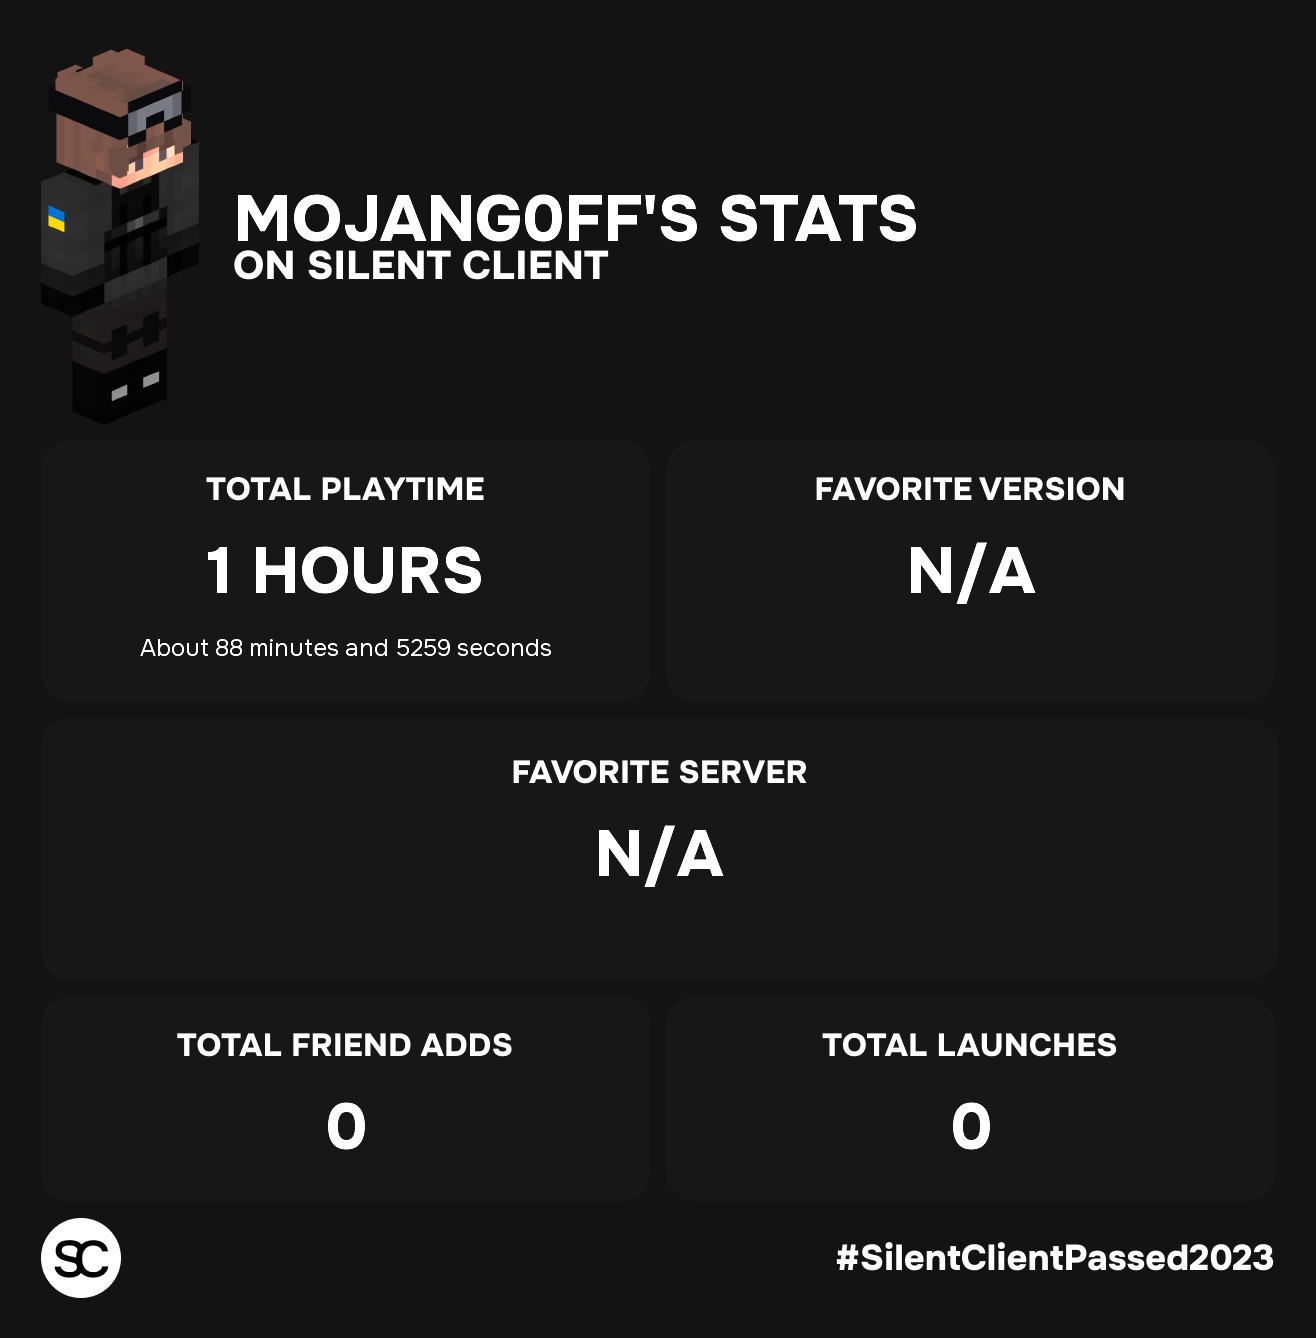 MOJANG0FF'S STATS
ON SILENT CLIENT
TOTAL PLAYTIME
1 HOURS
About 88 minutes and 5259 seconds
FAVORITE VERSION
N/A
FAVORITE SERVER
N/A
TOTAL FRIEND ADDS
0
TOTAL LAUNCHES
0
SC
#SilentClientPassed2023